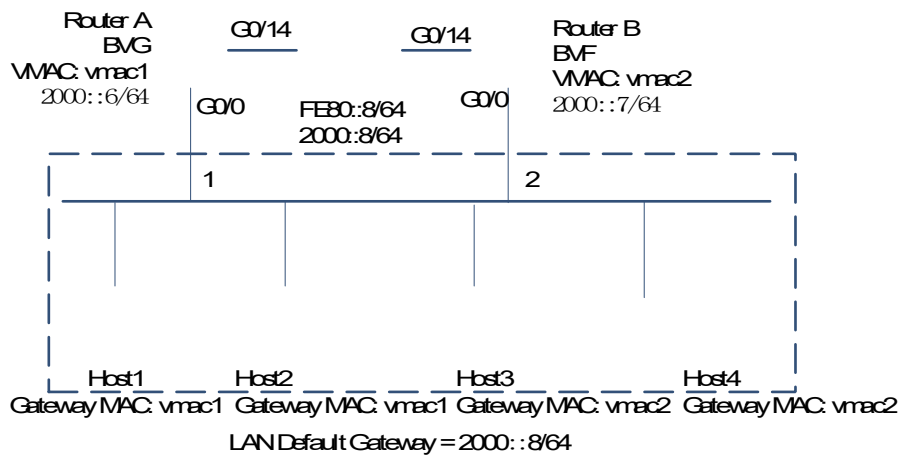 Router A
BVG
VMAC: vmac1
2000::6/64
G0/14
G0/14
Router B
BVF
VMAC: vmac2
2000::7/64
G0/0
FE80::8/64
2000::8/64
G0/0
1
2
Host1
Gateway MAC: vmac1
Host2
Gateway MAC: vmac1
Host3
Gateway MAC: vmac2
Host4
Gateway MAC: vmac2
LAN Default Gateway = 2000::8/64